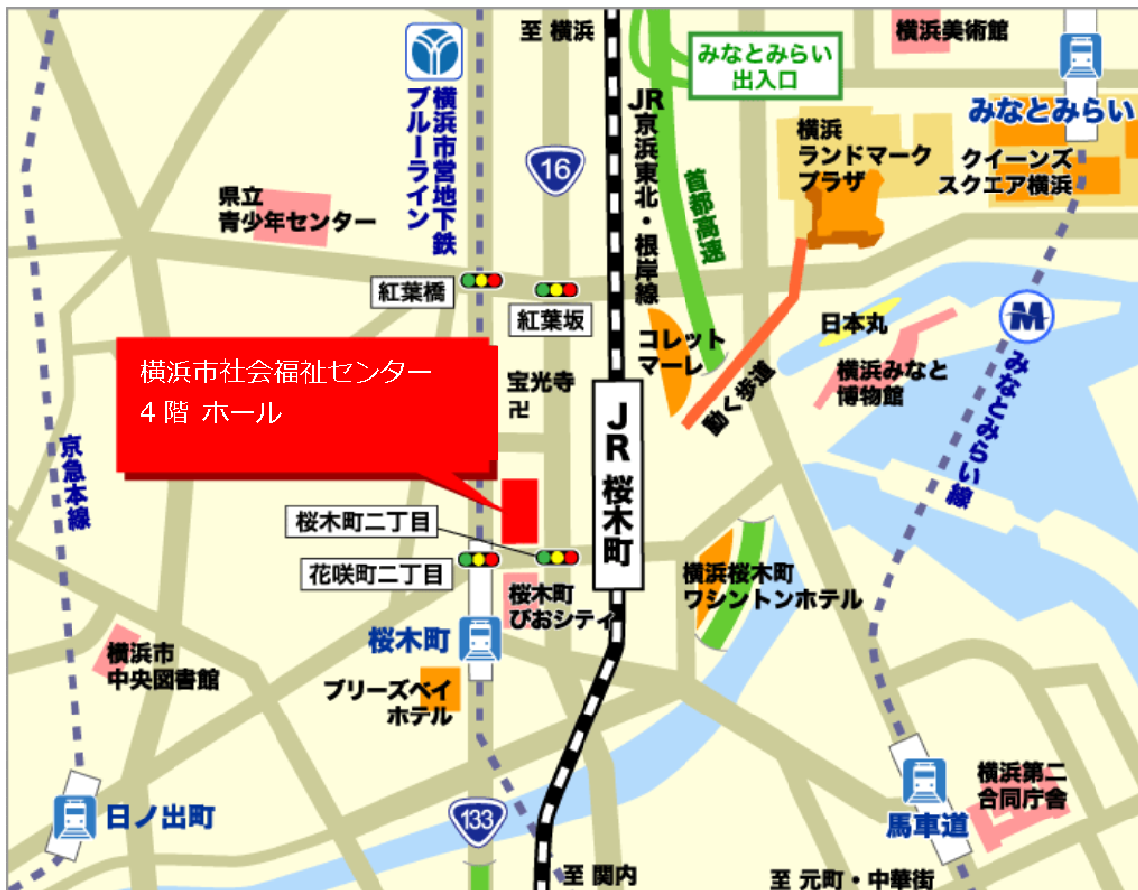 至 横浜
みなとみらい
出入口
横浜美術館
みなとみらい
横浜市営地下鉄
ブルーライン
16
JR京浜東北・根岸線
首都高速
横浜
ランドマーク
プラザ
クイーンズ
スクエア横浜
県立
青少年センター
紅葉橋
紅葉坂
コレット
マーレ
日本丸
横浜みなと
博物館
動く歩道
みなとみらい線
横浜市社会福祉センター
4階 ホール
宝光寺
卍
JR 桜木町
京急本線
桜木町二丁目
花咲町二丁目
桜木町
ぴおシティ
横浜桜木町
ワシントンホテル
桜木町
横浜市
中央図書館
ブリーズベイ
ホテル
日ノ出町
133
馬車道
横浜第二
合同庁舎
至 関内
至 元町・中華街